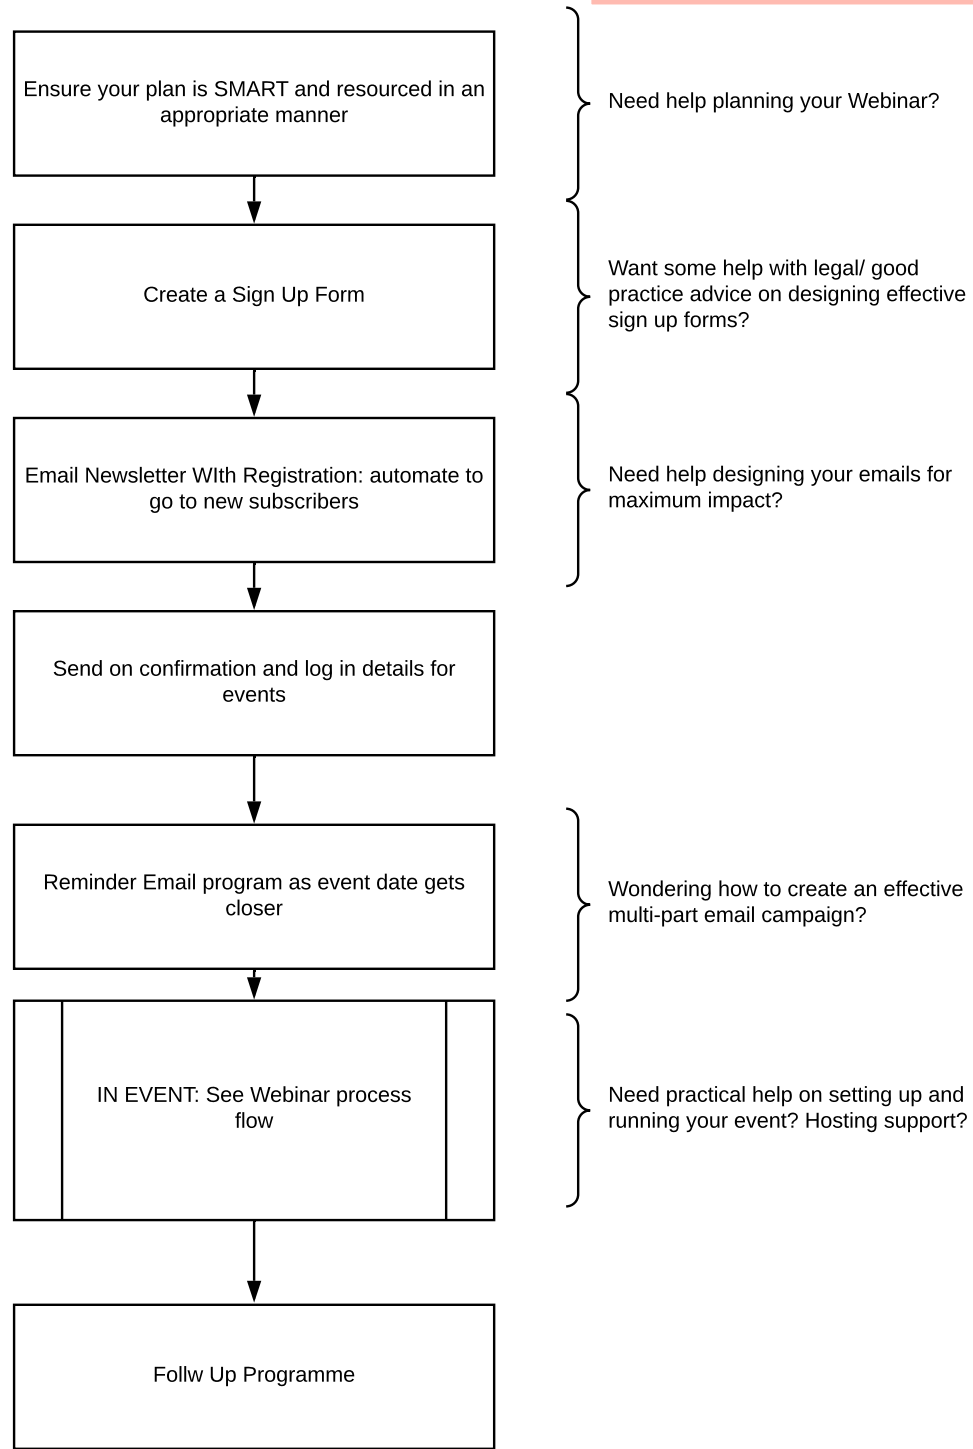 Ensure your plan is SMART and resourced in an
appropriate manner
Need help planning your Webinar?
Create a Sign Up Form
Want some help with legal/ good
practice advice on designing effective
sign up forms?
Email Newsletter WIth Registration: automate to
go to new subscribers
Need help designing your emails for
maximum impact?
Send on confirmation and log in details for
events
Reminder Email program as event date gets
closer
Wondering how to create an effective
multi-part email campaign?
IN EVENT: See Webinar process
flow
Need practical help on setting up and
running your event? Hosting support?
Follw Up Programme